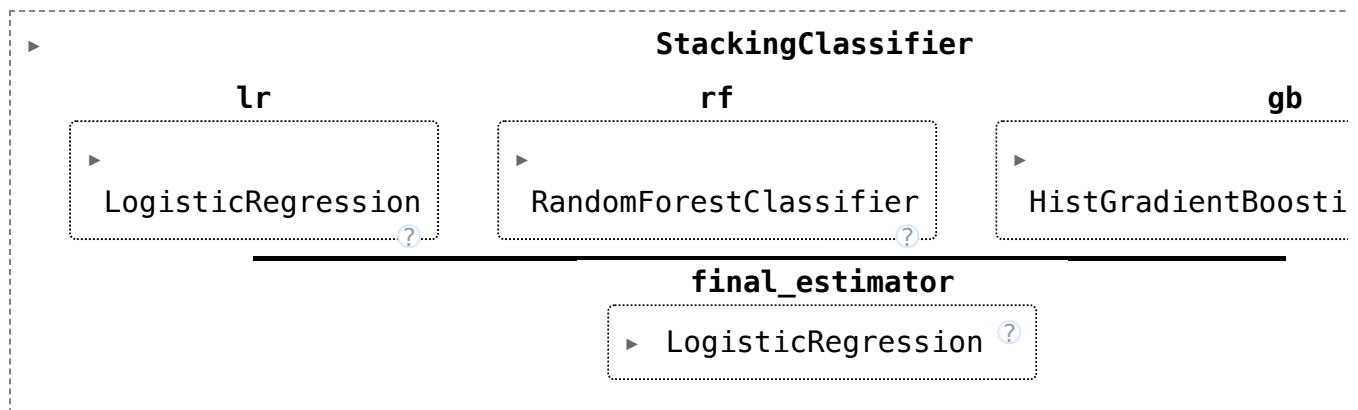 StackingClassifier
lr rf gb
LogisticRegression RandomForestClassifier HistGradientBoosti
? ?
final_estimator
LogisticRegression ?